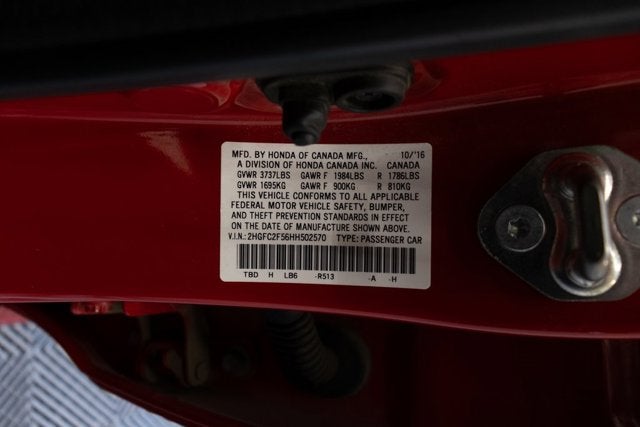 MFD. BY HONDA OF CANADA MFG., 10/'16
A DIVISION OF HONDA CANADA INC. CANADA
GVWR 3737LBS GAWR F 1984LBS R 1786LBS
GVWR 1695KG GAWR F 900KG R 810KG
THIS VEHICLE CONFORMS TO ALL APPLICABLE
FEDERAL MOTOR VEHICLE SAFETY, BUMPER,
AND THEFT PREVENTION STANDARDS IN EFFECT
ON THE DATE OF MANUFACTURE SHOWN ABOVE.
V.I.N.: 2HGFC2F56HH502570 TYPE: PASSENGER CAR
TBD H LB6 -R513 -A -H